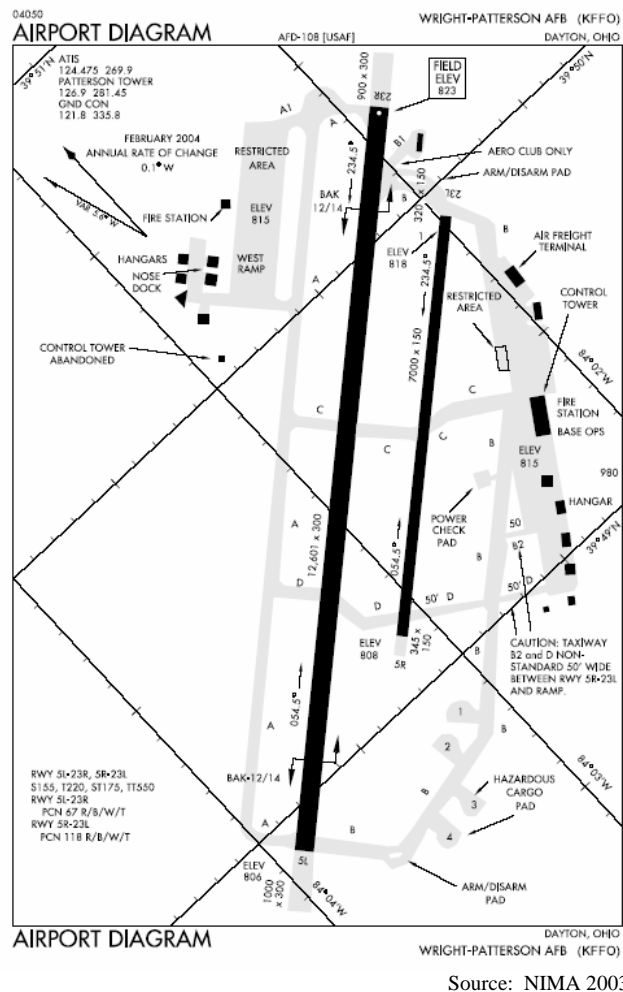 04050
AIRPORT DIAGRAM
AFD-108 [USAF]
WRIGHT-PATTERSON AFB (KFFO)
DAYTON, OHIO
ATIS
124.475 269.9
PATTERSON TOWER
126.9 281.45
GND CON
121.8 335.8
39°51'N
900 x 300
23R
FIELD
ELEV
823
39°50'N
FEBRUARY 2004
ANNUAL RATE OF CHANGE
0.1° W
VAR 5.6° W
A1
A
RESTRICTED
AREA
ELEV
815
FIRE STATION
234.5°
BAK
12/14
B1
AERO CLUB ONLY
ARM/DISARM PAD
B
150
23L
B
AIR FREIGHT
TERMINAL
HANGARS
NOSE
DOCK
WEST
RAMP
A
ELEV
818
234.5°
RESTRICTED
AREA
CONTROL
TOWER
CONTROL TOWER
ABANDONED
7000 x 150
84°02'W
C
C
C
B
FIRE
STATION
BASE OPS
ELEV
815
980
HANGAR
POWER
CHECK
PAD
50
B2
39°49'N
A
12,601 x 300
054.5°
B
D
D
50' D
50' D
ELEV
808
345 x
150
5R
B
CAUTION: TAXIWAY
B2 and D NON-
STANDARD 50' WIDE
BETWEEN RWY 5R-23L
AND RAMP.
054.5°
A
1
2
B
84°03'W
BAK-12/14
RWY 5L-23R, 5R-23L
S155, T220, ST175, TT550
RWY 5L-23R
PCN 67 R/B/W/T
RWY 5R-23L
PCN 118 R/B/W/T
B
3
4
HAZARDOUS
CARGO
PAD
A
B
5L
ELEV
806
1000
x 300
84°04'W
ARM/DISARM
PAD
AIRPORT DIAGRAM
DAYTON, OHIO
WRIGHT-PATTERSON AFB (KFFO)
Source: NIMA 2003